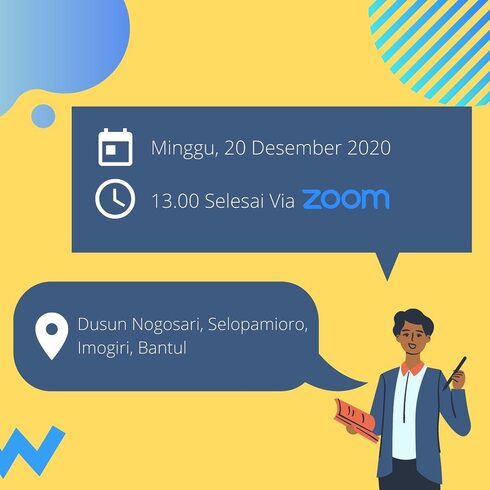 Minggu, 20 Desember 2020
13.00 Selesai Via zoom
Dusun Nogosari, Selopamioro,
Imogiri, Bantul